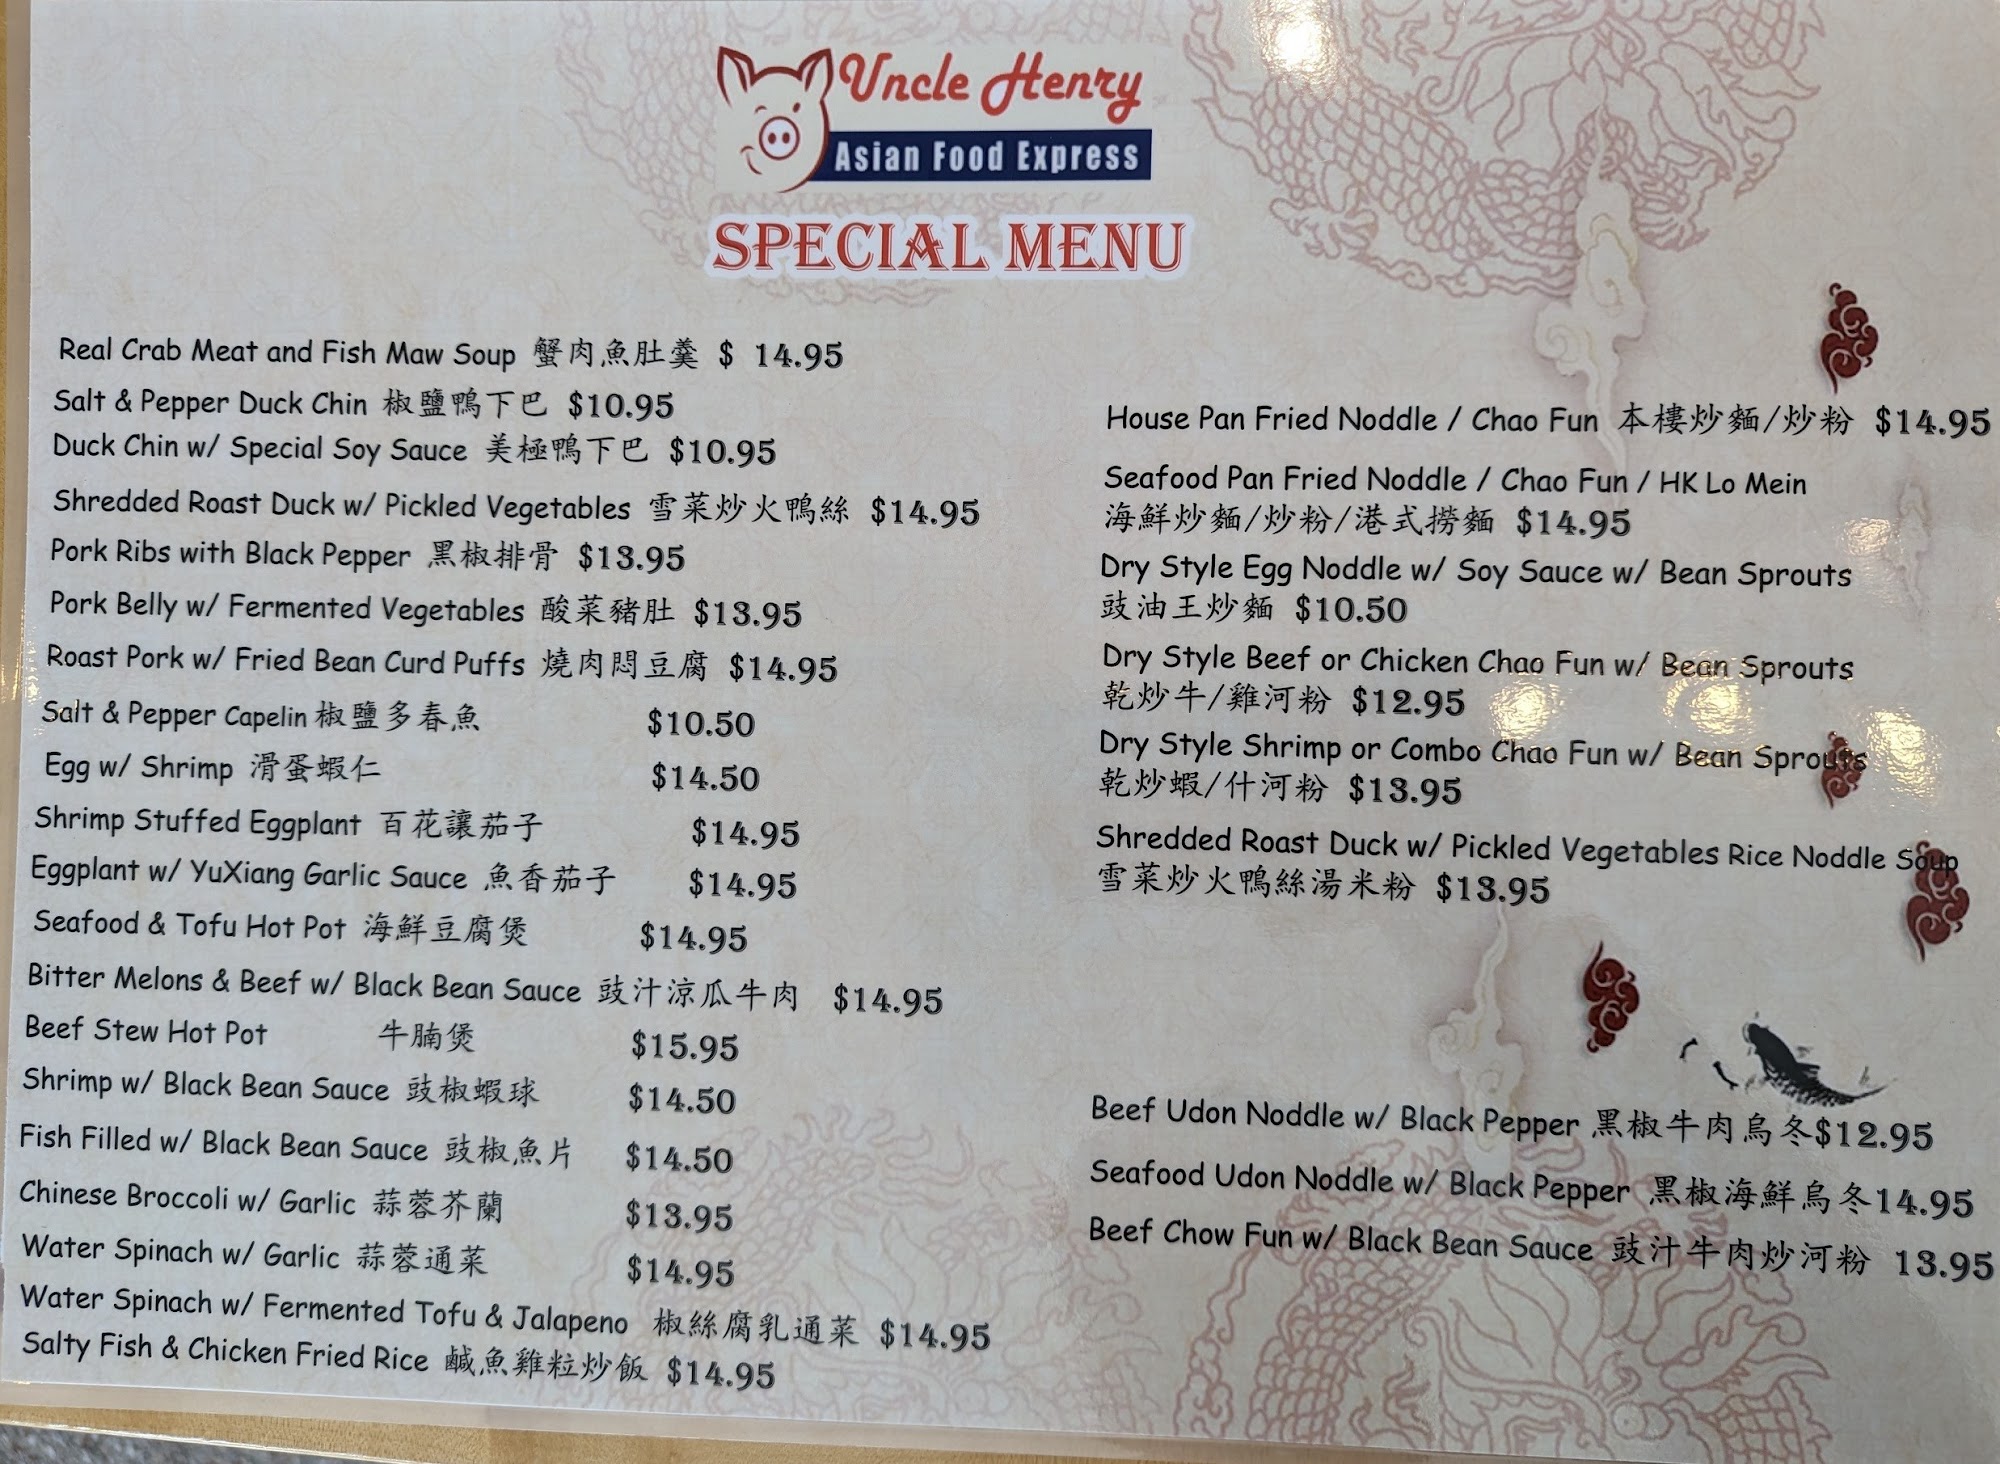 Uncle Henry
Asian Food Express
SPECIAL MENU
Real Crab Meat and Fish Maw Soup 蟹肉魚肚羹 $ 14.95
Salt & Pepper Duck Chin 椒鹽鴨下巴 $10.95
Duck Chin w/ Special Soy Sauce 美極鴨下巴 $10.95
Shredded Roast Duck w/ Pickled Vegetables 雪菜炒火鴨絲 $14.95
Pork Ribs with Black Pepper 黑椒排骨 $13.95
Pork Belly w/ Fermented Vegetables 酸菜豬肚 $13.95
Roast Pork w/ Fried Bean Curd Puffs 燒肉悶豆腐 $14.95
Salt & Pepper Capelin 椒鹽多春魚 $10.50
Egg w/ Shrimp 滑蛋蝦仁 $14.50
Shrimp Stuffed Eggplant 百花讓茄子 $14.95
Eggplant w/ YuXiang Garlic Sauce 魚香茄子 $14.95
Seafood & Tofu Hot Pot 海鮮豆腐煲 $14.95
Bitter Melons & Beef w/ Black Bean Sauce 豉汁涼瓜牛肉 $14.95
Beef Stew Hot Pot 牛腩煲 $15.95
Shrimp w/ Black Bean Sauce 豉椒蝦球 $14.50
Fish Filled w/ Black Bean Sauce 豉椒魚片 $14.50
Chinese Broccoli w/ Garlic 蒜蓉芥蘭 $13.95
Water Spinach w/ Garlic 蒜蓉通菜 $14.95
Water Spinach w/ Fermented Tofu & Jalapeno 椒絲腐乳通菜 $14.95
Salty Fish & Chicken Fried Rice 鹹魚雞粒炒飯 $14.95
House Pan Fried Noddle / Chao Fun 本樓炒麵/炒粉 $14.95
Seafood Pan Fried Noddle / Chao Fun / HK Lo Mein
海鮮炒麵/炒粉/港式撈麵 $14.95
Dry Style Egg Noddle w/ Soy Sauce w/ Bean Sprouts
豉油王炒麵 $10.50
Dry Style Beef or Chicken Chao Fun w/ Bean Sprouts
乾炒牛/雞河粉 $12.95
Dry Style Shrimp or Combo Chao Fun w/ Bean Sprouts
乾炒蝦/什河粉 $13.95
Shredded Roast Duck w/ Pickled Vegetables Rice Noddle Soup
雪菜炒火鴨絲湯米粉 $13.95
Beef Udon Noddle w/ Black Pepper 黑椒牛肉烏冬$12.95
Seafood Udon Noddle w/ Black Pepper 黑椒海鮮烏冬14.95
Beef Chow Fun w/ Black Bean Sauce 豉汁牛肉炒河粉 13.95